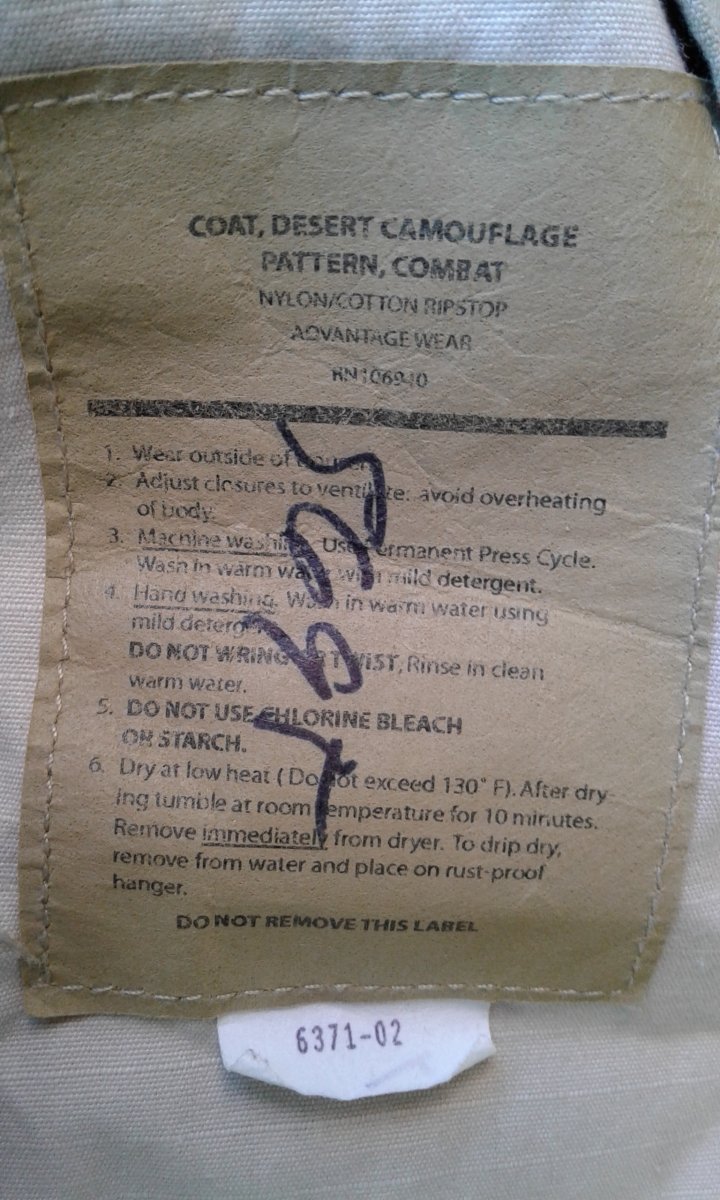 COAT, DESERT CAMOUFLAGE
PATTERN, COMBAT
NYLON/COTTON RIPSTOP
ADVANTAGE WEAR
RN106940
1. Wear outside of trousers.
2. Adjust closures to ventilate: avoid overheating
of body.
3. Machine washing. Use Permanent Press Cycle.
Wash in warm water with mild detergent.
4. Hand washing. Wash in warm water using
mild detergent.
DO NOT WRING OR TWIST, Rinse in clean
warm water.
5. DO NOT USE CHLORINE BLEACH
OR STARCH.
6. Dry at low heat ( Do not exceed 130° F). After dry-
ing tumble at room temperature for 10 minutes.
Remove immediately from dryer. To drip dry,
remove from water and place on rust-proof
hanger.
DO NOT REMOVE THIS LABEL
6371-02